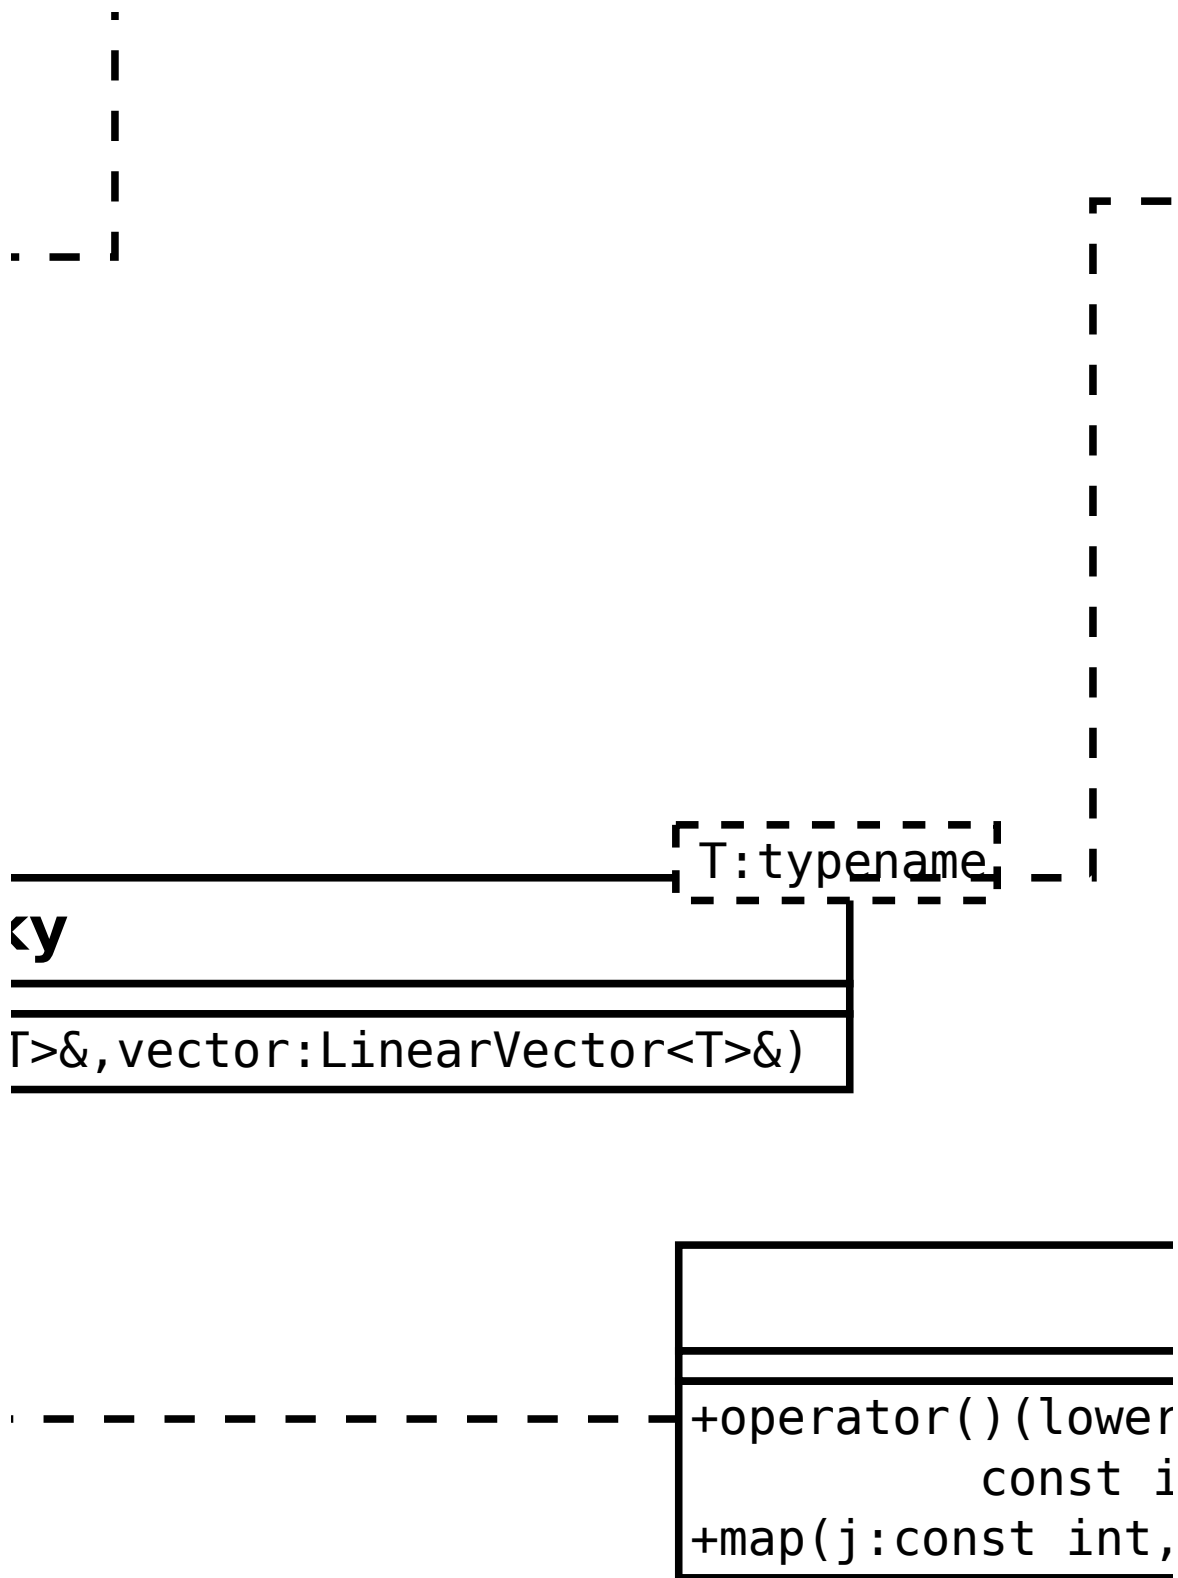 T:typename
ky
T>&,vector:LinearVector<T>&)
+operator()(lower
const i
+map(j:const int,